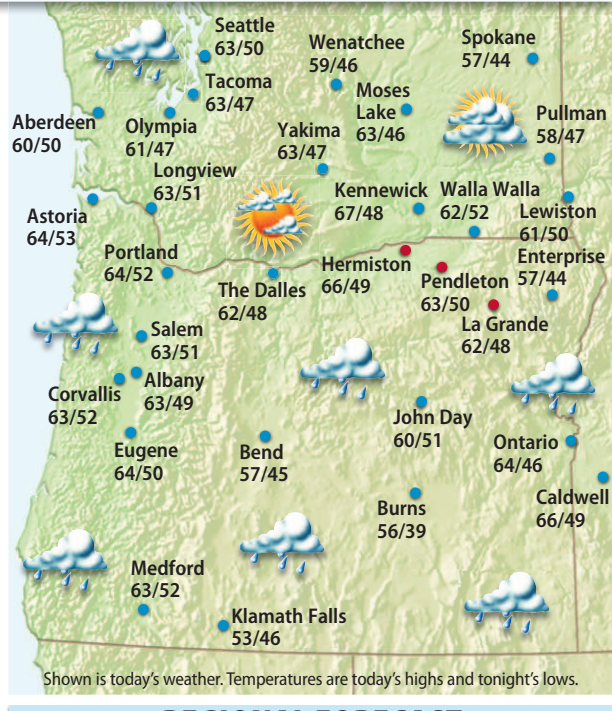 Seattle
63/50
Wenatchee
59/46
Spokane
57/44
Tacoma
63/47
Moses
Lake
63/46
Pullman
58/47
Aberdeen
60/50
Olympia
61/47
Yakima
63/47
Longview
63/51
Kennewick
67/48
Walla Walla
62/52
Lewiston
61/50
Astoria
64/53
Portland
64/52
The Dalles
62/48
Hermiston
66/49
Pendleton
63/50
Enterprise
57/44
La Grande
62/48
Salem
63/51
Albany
63/49
Corvallis
63/52
John Day
60/51
Eugene
64/50
Bend
57/45
Ontario
64/46
Caldwell
66/49
Burns
56/39
Medford
63/52
Klamath Falls
53/46
Shown is today's weather. Temperatures are today's highs and tonight's lows.
REGIONAL FORECAST